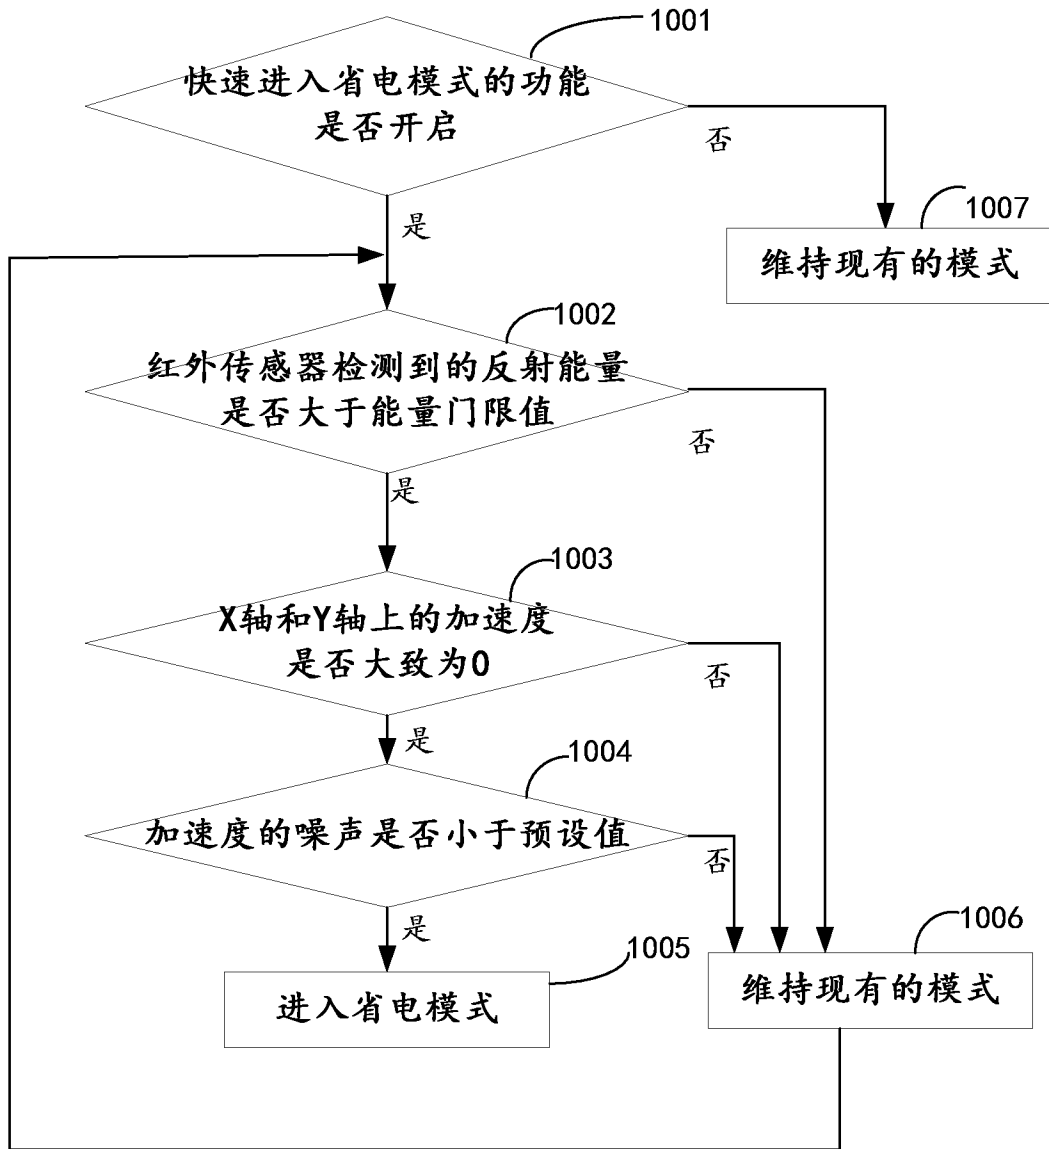 1001
快速进入省电模式的功能
是否开启
否
是
1007
维持现有的模式
1002
红外传感器检测到的反射能量
是否大于能量门限值
否
是
1003
X轴和Y轴上的加速度
是否大致为0
否
是
1004
加速度的噪声是否小于预设值
否
是
1006
1005
维持现有的模式
进入省电模式